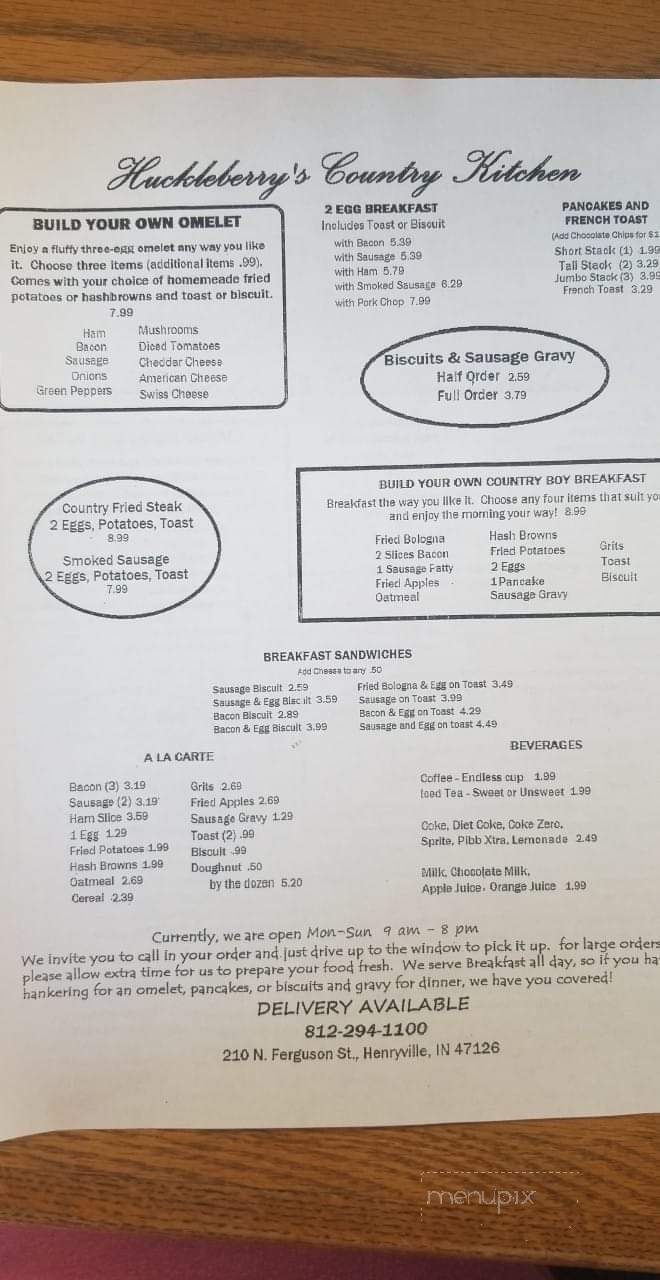 Huckleberry's Country Kitchen
BUILD YOUR OWN OMELET
Enjoy a fluffy three-egg omelet any way you like
it. Choose three items (additional items .99).
Comes with your choice of homemeade fried
potatoes or hashbrowns and toast or biscuit.
7.99
Ham
Bacon
Sausage
Onions
Green Peppers
Mushrooms
Diced Tomatoes
Cheddar Cheese
American Cheese
Swiss Cheese
2 EGG BREAKFAST
Includes Toast or Biscuit
with Bacon 5.39
with Sausage 5.39
with Ham 5.79
with Smoked Sausage 6.29
with Pork Chop 7.99
PANCAKES AND
FRENCH TOAST
(Add Chocolate Chips for $1
Short Stack (1) 1.99
Tall Stack (2) 3.29
Jumbo Stack (3) 3.99
French Toast 3.29
Biscuits & Sausage Gravy
Half Order 2.59
Full Order 3.79
Country Fried Steak
2 Eggs, Potatoes, Toast
8.99
Smoked Sausage
2 Eggs, Potatoes, Toast
7.99
BUILD YOUR OWN COUNTRY BOY BREAKFAST
Breakfast the way you like it. Choose any four items that suit
and enjoy the morning your way! 8.99
Fried Bologna
2 Slices Bacon
1 Sausage Patty
Fried Apples
Oatmeal
Hash Browns
Fried Potatoes
2 Eggs
1 Pancake
Sausage Gravy
Grits
Toast
Biscuit
BREAKFAST SANDWICHES
Add Cheese to any .50
Sausage Biscuit 2.59
Sausage & Egg Biscuit 3.59
Bacon Biscuit 2.89
Bacon & Egg Biscuit 3.99
Fried Bologna & Egg on Toast 3.49
Sausage on Toast 3.99
Bacon & Egg on Toast 4.29
Sausage and Egg on toast 4.49
A LA CARTE
Bacon (3) 3.19
Sausage (2) 3.19
Ham Slice 3.59
1 Egg 1.29
Fried Potatoes 1.99
Hash Browns 1.99
Oatmeal 2.69
Cereal 2.39
Grits 2.69
Fried Apples 2.69
Sausage Gravy 1.29
Toast (2) .99
Biscuit .99
Doughnut .50
by the dozen 5.20
BEVERAGES
Coffee - Endless cup 1.99
Iced Tea - Sweet or Unsweet 1.99
Coke, Diet Coke, Coke Zero,
Sprite, Pibb Xtra, Lemonade 2.49
Milk, Chocolate Milk,
Apple Juice, Orange Juice 1.99
Currently, we are open Mon-Sun 9 am - 8 pm
We invite you to call in your order and just drive up to the window to pick it up. for large orders
please allow extra time for us to prepare your food fresh. We serve Breakfast all day, so if you
hankering for an omelet, pancakes, or biscuits and gravy for dinner, we have you covered!
DELIVERY AVAILABLE
812-294-1100
210 N. Ferguson St., Henryville, IN 47126
menupix